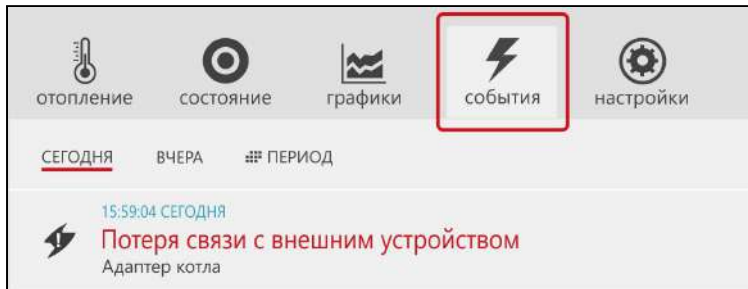 отопление состояние графики события настройки
СЕГОДНЯ ВЧЕРА ПЕРИОД
15:59:04 СЕГОДНЯ
Потеря связи с внешним устройством
Адаптер котла